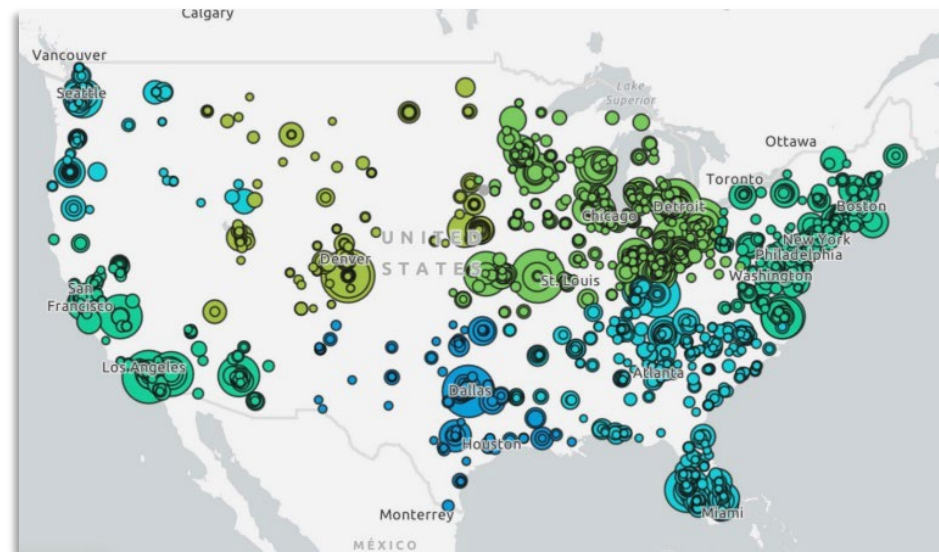 Calgary
Vancouver
Seattle
Lake
Superior
Ottawa
Toronto
Boston
Detroit
Chicago
New York
Philadelphia
Washington
UNITED
STATES
Denver
St. Louis
San
Francisco
Los Angeles
Atlanta
Dallas
Houston
Monterrey
Miami
MÉXICO